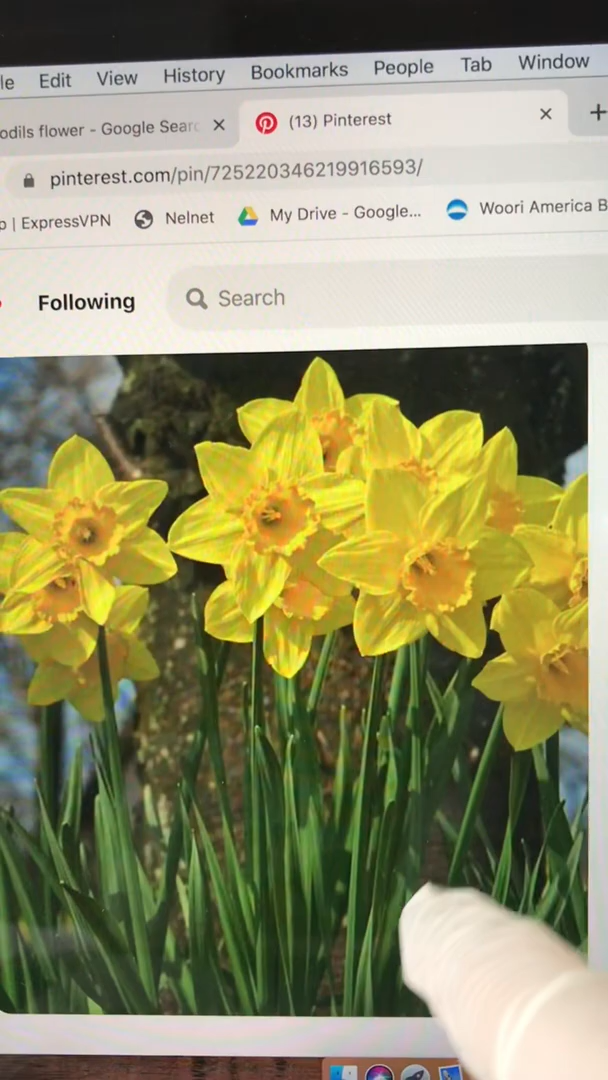 le Edit View History Bookmarks People Tab Window
odils flower - Google Searc × (13) Pinterest × +
pinterest.com/pin/725220346219916593/
p | ExpressVPN Nelnet My Drive - Google... Woori America B
Following Search